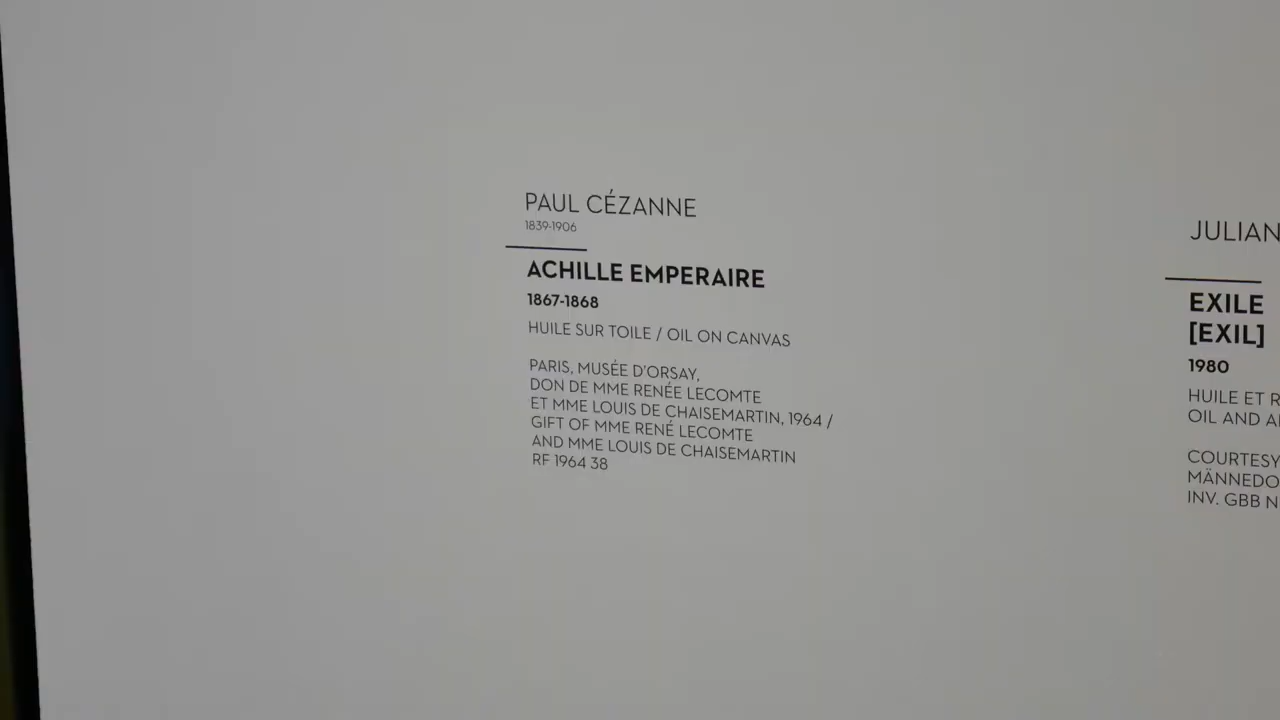 PAUL CÉZANNE
1839-1906
ACHILLE EMPERAIRE
1867-1868
HUILE SUR TOILE / OIL ON CANVAS
PARIS, MUSÉE D'ORSAY,
DON DE MME RENÉE LECOMTE
ET MME LOUIS DE CHAISEMARTIN, 1964 /
GIFT OF MME RENÉ LECOMTE
AND MME LOUIS DE CHAISEMARTIN
RF 1964 38
JULIAN
EXILE
[EXIL]
1980
HUILE ET R
OIL AND A
COURTESY
MÄNNEDO
INV. GBB N